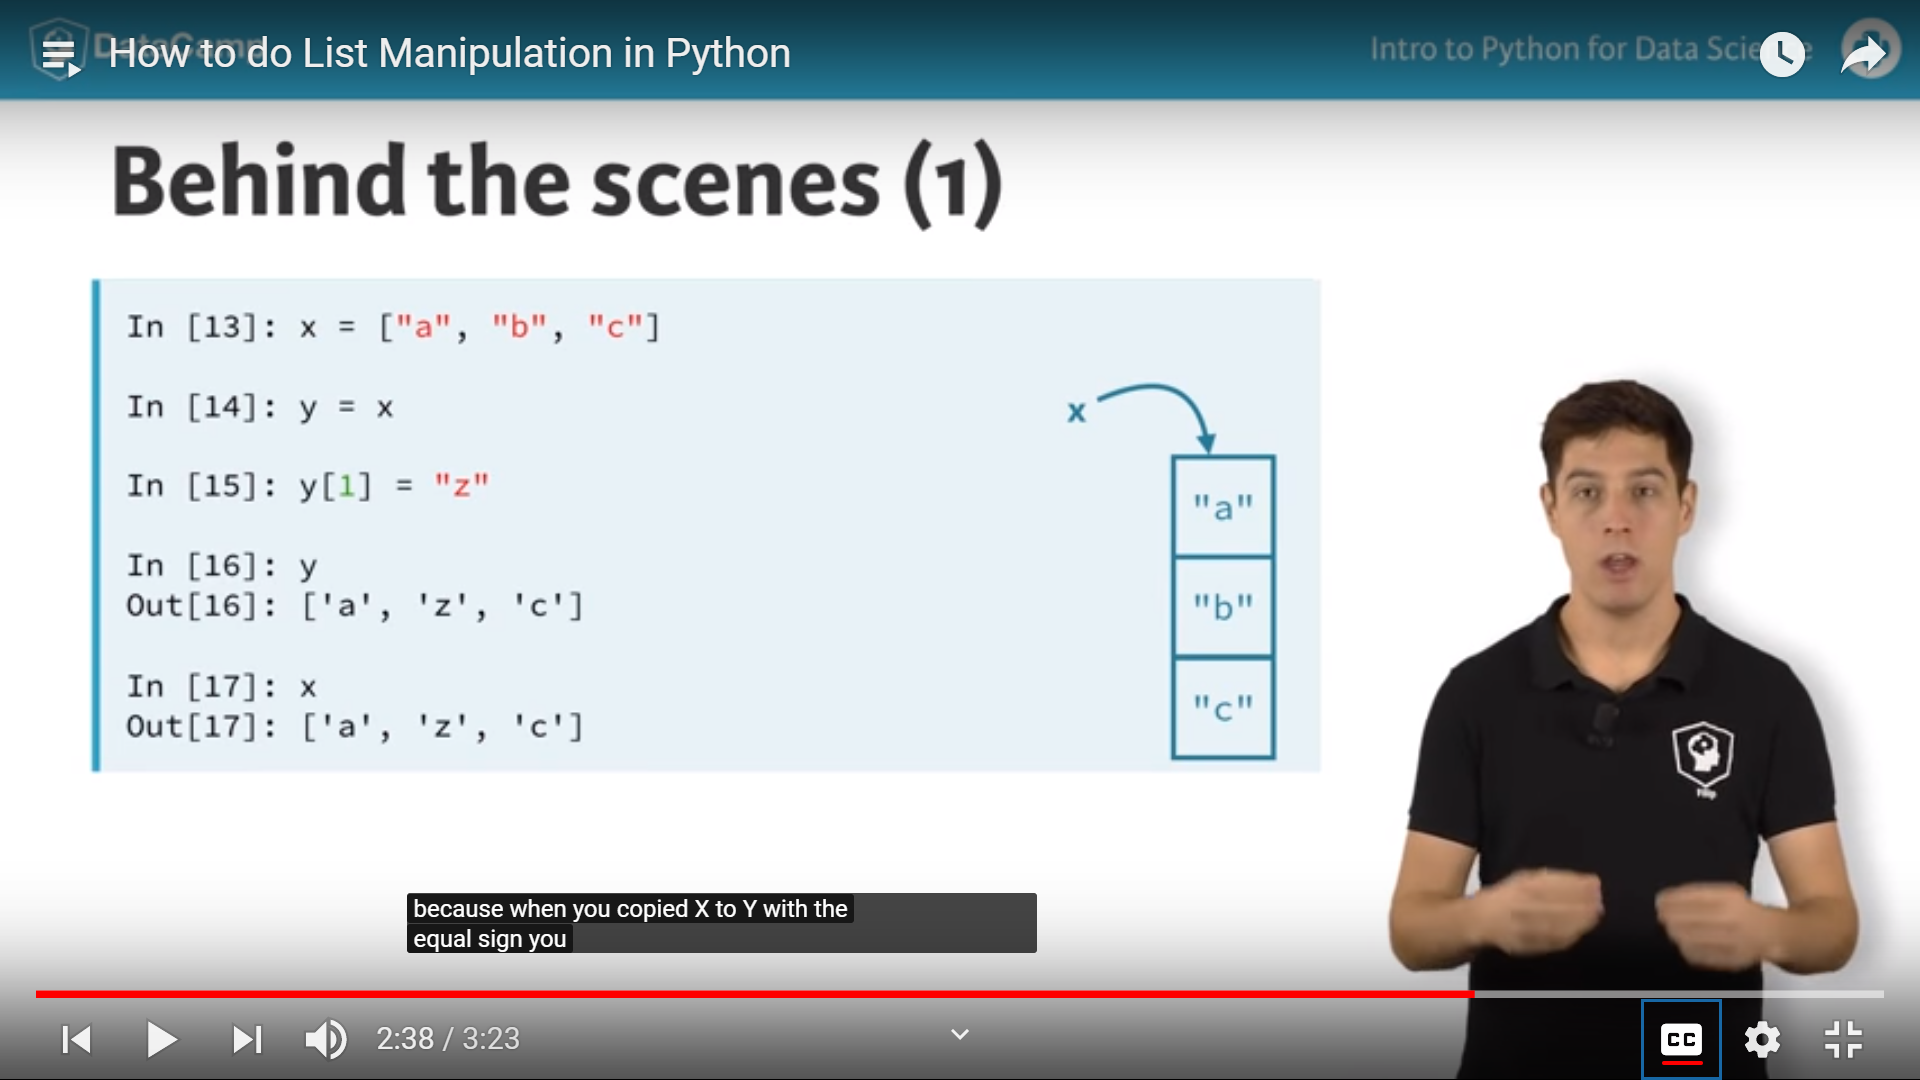 How to do List Manipulation in Python
Intro to Python for Data Scie
Behind the scenes (1)
In [13]: x = ["a", "b", "c"]
In [14]: y = x
In [15]: y[1] = "z"
In [16]: y
Out[16]: ['a', 'z', 'c']
In [17]: x
Out[17]: ['a', 'z', 'c']
x
"a"
"b"
"c"
Filip
because when you copied X to Y with the
equal sign you
2:38 / 3:23
CC